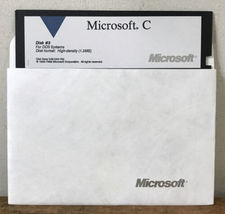 Microsoft. C
Disk #3
For DOS Systems
Disk format: High-density (1.2MB)
Microsoft
Microsoft